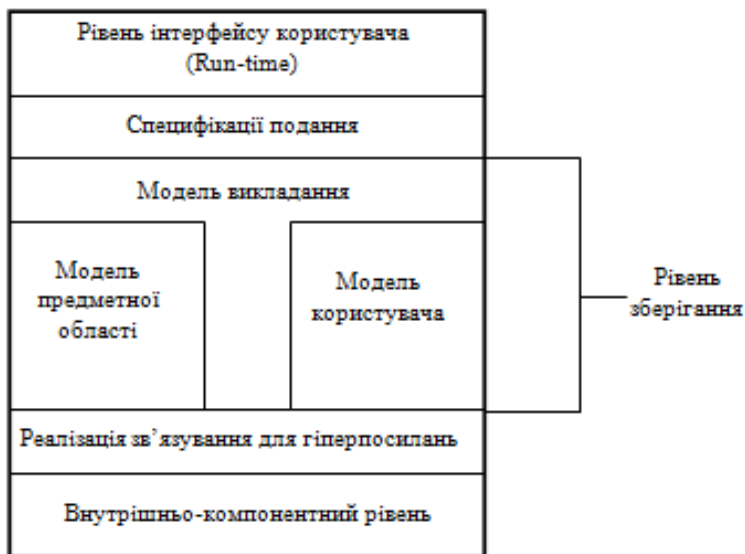 Рівень інтерфейсу користувача
(Run-time)
Специфікації подання
Модель викладання
Модель
предметної
області
Модель
користувача
Рівень
зберігання
Реалізація зв’язування для гіперпосилань
Внутрішньо-компонентний рівень